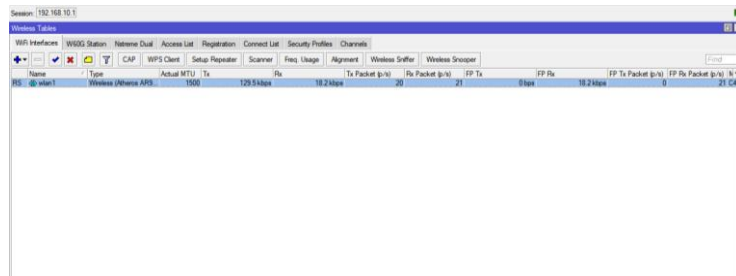 Session: 192.168.10.1
Wireless Tables
WiFi Interfaces W60G Station Nstreme Dual Access List Registration Connect List Security Profiles Channels
CAP WPS Client Setup Repeater Scanner Freq. Usage Alignment Wireless Sniffer Wireless Snooper Find
Name Type Actual MTU Tx Rx Tx Packet (p/s) Rx Packet (p/s) FP Tx FP Rx FP Tx Packet (p/s) FP Rx Packet (p/s)
RS wlan1 Wireless (Atheros AR9... 1500 129.5 kbps 18.2 kbps 20 21 0 bps 18.2 kbps 0 21